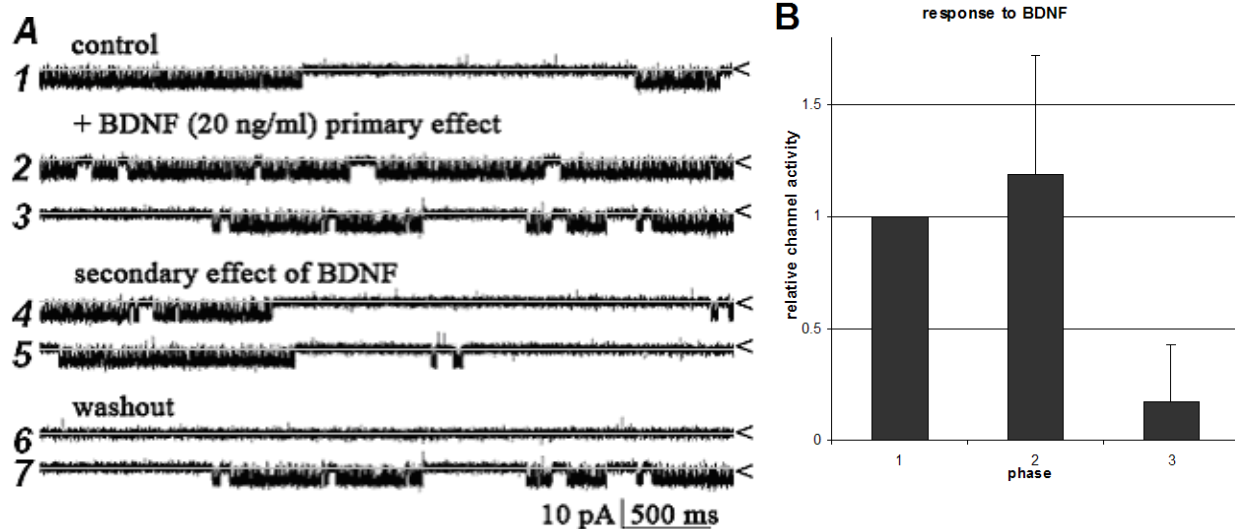 A
control
1
<
+ BDNF (20 ng/ml) primary effect
2
<
3
<
secondary effect of BDNF
4
<
5
<
washout
6
<
7
<
10 pA 500 ms
B
response to BDNF
relative channel activity
1.5
1
0.5
0
1 2 3
phase